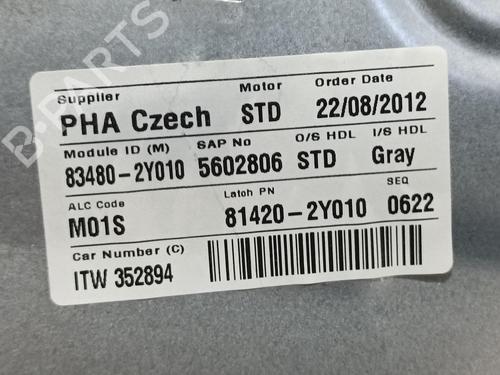 Supplier Motor Order Date
PHA Czech STD 22/08/2012
Module ID (M) SAP No O/S HDL I/S HDL
83480-2Y010 5602806 STD Gray
ALC Code Latch PN SEQ
M01S 81420-2Y010 0622
Car Number (C)
ITW 352894
B-PARTS